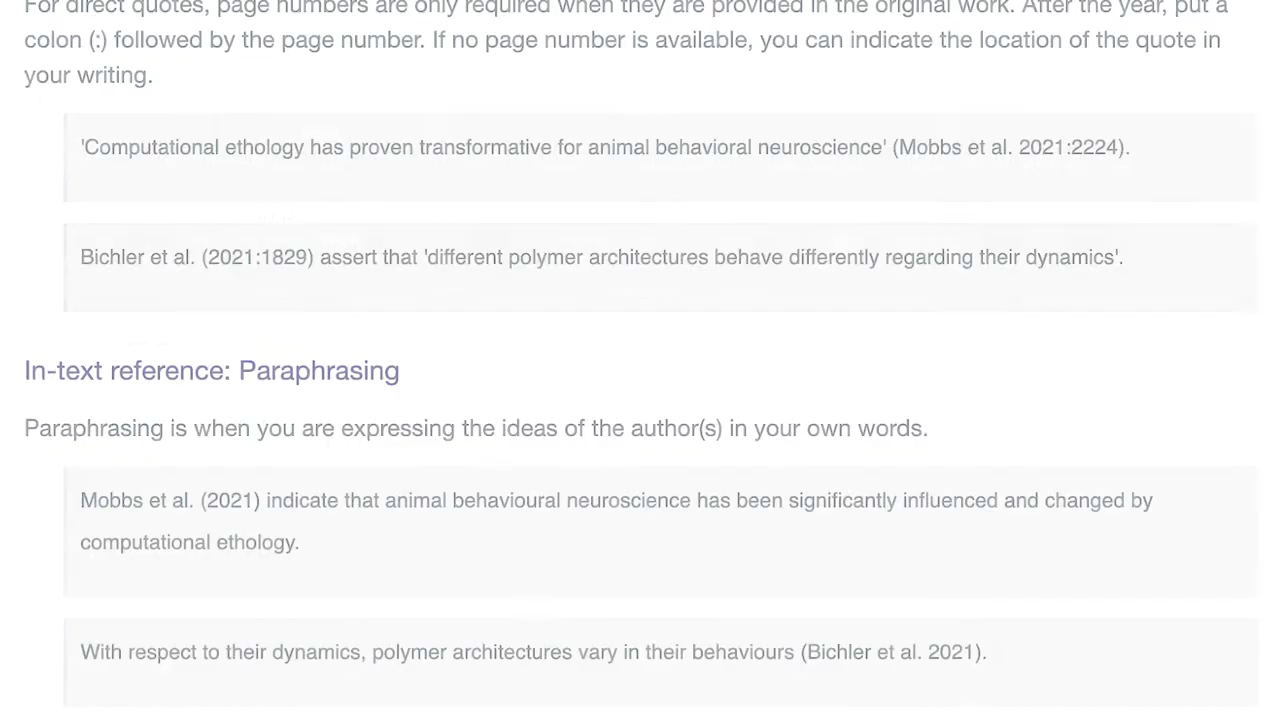 For direct quotes, page numbers are only required when they are provided in the original work. After the year, put a
colon (:) followed by the page number. If no page number is available, you can indicate the location of the quote in
your writing.
'Computational ethology has proven transformative for animal behavioral neuroscience' (Mobbs et al. 2021:2224).
Bichler et al. (2021:1829) assert that 'different polymer architectures behave differently regarding their dynamics'.
In-text reference: Paraphrasing
Paraphrasing is when you are expressing the ideas of the author(s) in your own words.
Mobbs et al. (2021) indicate that animal behavioural neuroscience has been significantly influenced and changed by
computational ethology.
With respect to their dynamics, polymer architectures vary in their behaviours (Bichler et al. 2021).